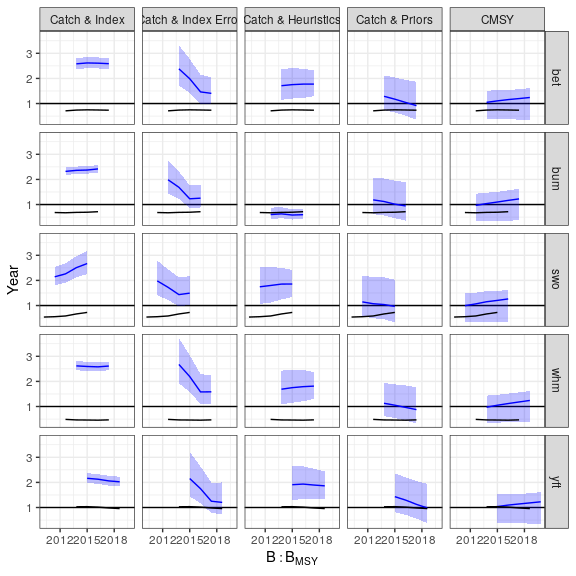 Catch & Index
Catch & Index Erro
Catch & Heuristics
Catch & Priors
CMSY
3
2
1
bet
3
2
1
bum
Year
3
2
1
swo
3
2
1
whm
3
2
1
yft
2012 2015 2018
2012 2015 2018
2012 2015 2018
2012 2015 2018
2012 2015 2018
B : BMSY